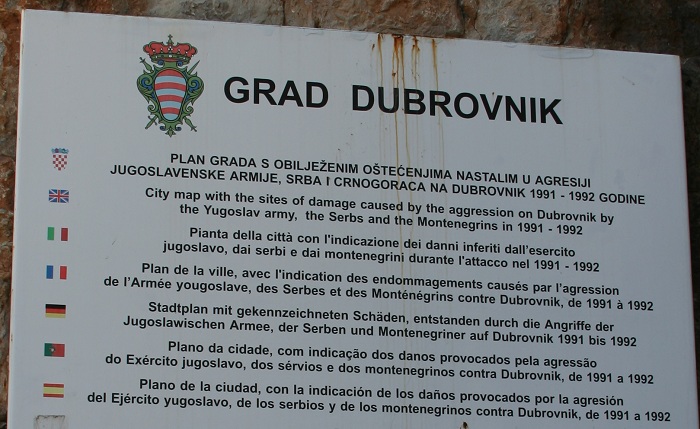 GRAD DUBROVNIK
PLAN GRADA S OBILJEŽENIM OŠTEĆENJIMA NASTALIM U AGRESIJI
JUGOSLAVENSKE ARMIJE, SRBA I CRNOGORACA NA DUBROVNIK 1991 - 1992 GODINE
City map with the sites of damage caused by the aggression on Dubrovnik by
the Yugoslav army, the Serbs and the Montenegrins in 1991 - 1992
Pianta della città con l'indicazione dei danni inferiti dall'esercito
jugoslavo, dai serbi e dai montenegrini durante l'attacco nel 1991 - 1992
Plan de la ville, avec l'indication des endommagements causés par l'agression
de l'Armée yougoslave, des Serbes et des Monténégrins contre Dubrovnik, de 1991 à 1992
Stadtplan mit gekennzeichneten Schäden, entstanden durch die Angriffe der
Jugoslawischen Armee, der Serben und Montenegriner auf Dubrovnik 1991 bis 1992
Plano da cidade, com indicação dos danos provocados pela agressão
do Exército jugoslavo, dos sérvios e dos montenegrinos contra Dubrovnik, de 1991 a 1992
Plano de la ciudad, con la indicación de los daños provocados por la agresión
del Ejército yugoslavo, de los serbios y de los montenegrinos contra Dubrovnik, de 1991 a 1992